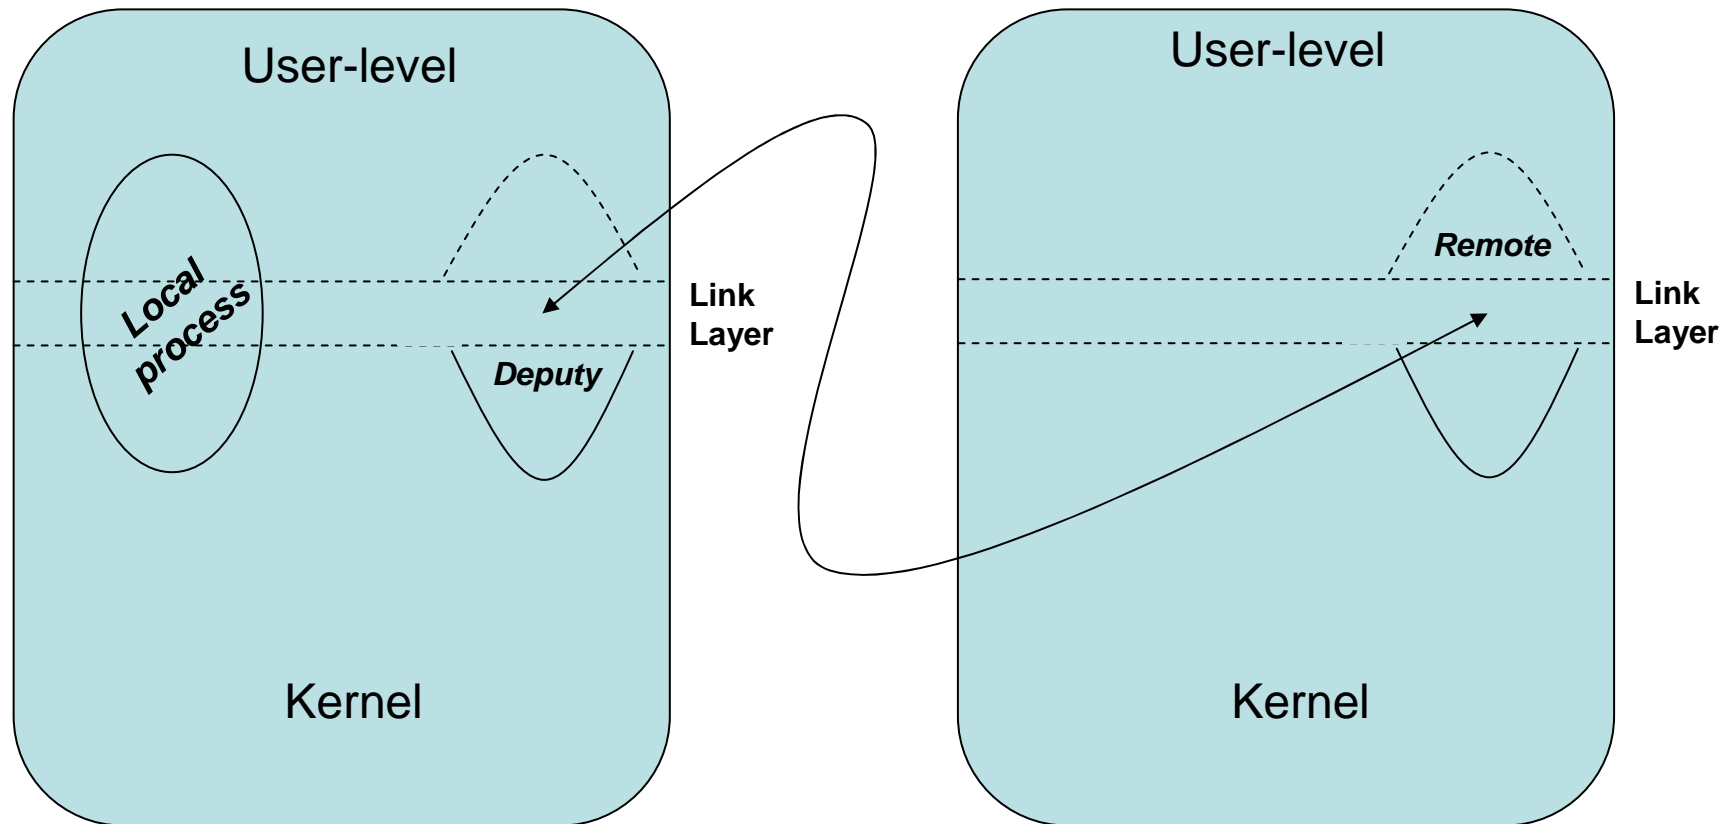 User-level
Local
process
Deputy
Link
Layer
Kernel
User-level
Remote
Link
Layer
Kernel